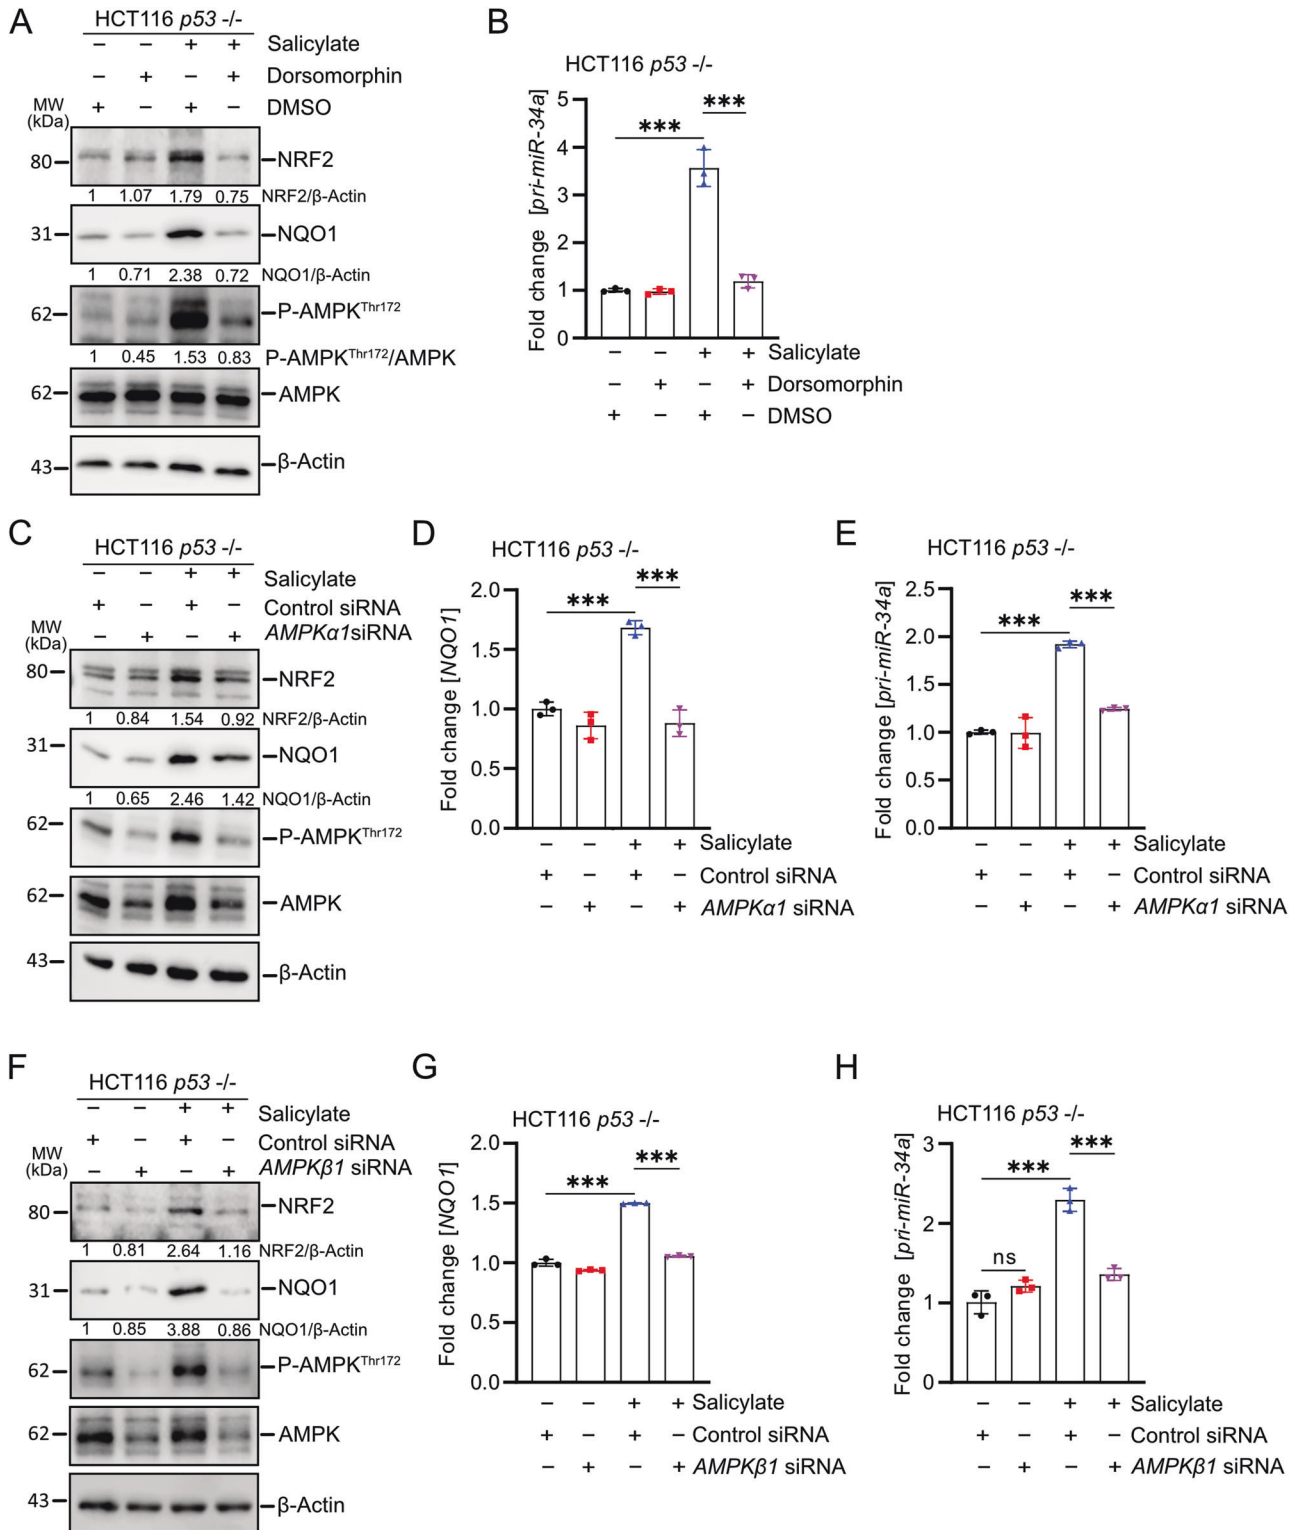 A
HCT116 p53 -/-
− − + + Salicylate
− + − + Dorsomorphin
MW (kDa)
+ − + − DMSO
80 NRF2
1 1.07 1.79 0.75 NRF2/β-Actin
31 NQO1
1 0.71 2.38 0.72 NQO1/β-Actin
62 P-AMPKThr172
1 0.45 1.53 0.83 P-AMPKThr172/AMPK
62 AMPK
43 β-Actin
B
HCT116 p53 -/-
Fold change [pri-miR-34a]
5
4
3
2
1
0
***
***
− − + + Salicylate
− + − + Dorsomorphin
+ − + − DMSO
C
HCT116 p53 -/-
− − + + Salicylate
+ − + − Control siRNA
MW (kDa)
− + − + AMPKα1siRNA
80 NRF2
1 0.84 1.54 0.92 NRF2/β-Actin
31 NQO1
1 0.65 2.46 1.42 NQO1/β-Actin
62 P-AMPKThr172
62 AMPK
43 β-Actin
D
HCT116 p53 -/-
Fold change [NQO1]
2.0
1.5
1.0
0.5
0.0
***
***
− − + + Salicylate
+ − + − Control siRNA
− + − + AMPKα1 siRNA
E
HCT116 p53 -/-
Fold change [pri-miR-34a]
2.5
2.0
1.5
1.0
0.5
0.0
***
***
− − + + Salicylate
+ − + − Control siRNA
− + − + AMPKα1 siRNA
F
HCT116 p53 -/-
− − + + Salicylate
+ − + − Control siRNA
MW (kDa)
− + − + AMPKβ1 siRNA
80 NRF2
1 0.81 2.64 1.16 NRF2/β-Actin
31 NQO1
1 0.85 3.88 0.86 NQO1/β-Actin
62 P-AMPKThr172
62 AMPK
43 β-Actin
G
HCT116 p53 -/-
Fold change [NQO1]
2.0
1.5
1.0
0.5
0.0
***
***
− − + + Salicylate
+ − + − Control siRNA
− + − + AMPKβ1 siRNA
H
HCT116 p53 -/-
Fold change [pri-miR-34a]
3
2
1
0
***
***
ns
− − + + Salicylate
+ − + − Control siRNA
− + − + AMPKβ1 siRNA